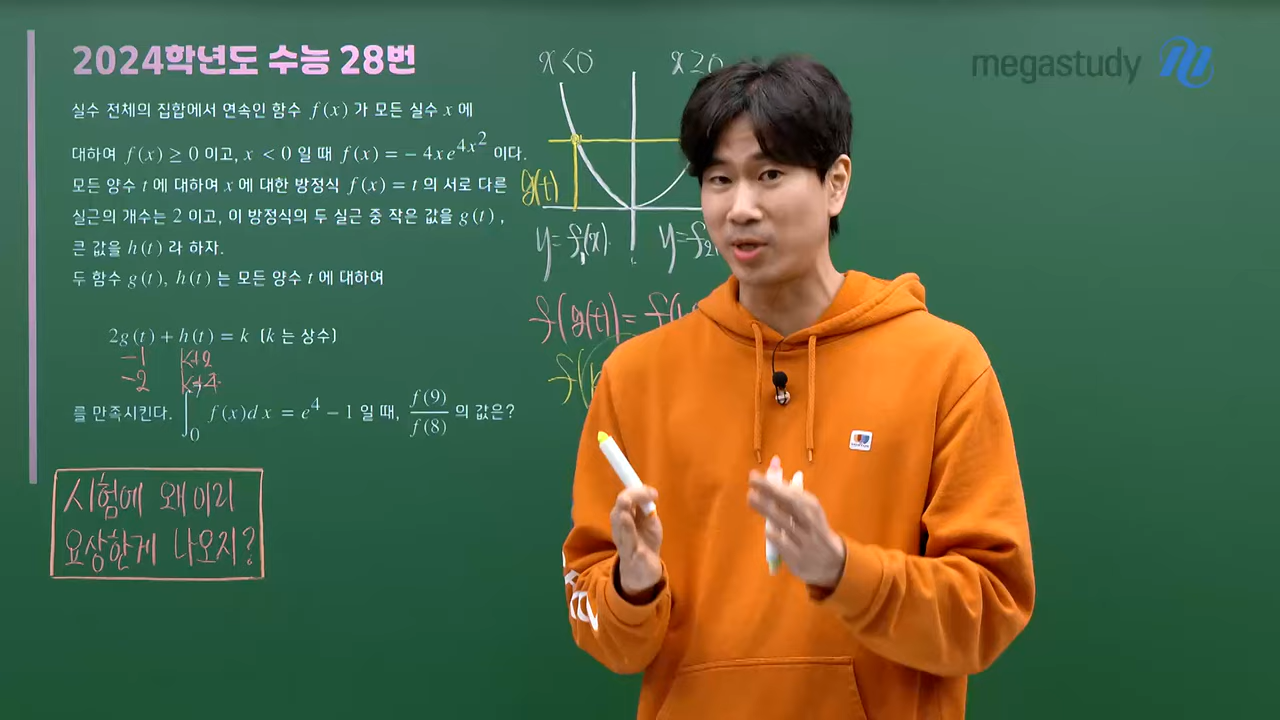 2024학년도 수능 28번
megastudy
실수 전체의 집합에서 연속인 함수 f(x) 가 모든 실수 x 에
대하여 f(x) ≥ 0 이고, x < 0 일 때 f(x) = − 4xe^{4x^2} 이다.
모든 양수 t 에 대하여 x 에 대한 방정식 f(x) = t 의 서로 다른
실근의 개수는 2 이고, 이 방정식의 두 실근 중 작은 값을 g(t),
큰 값을 h(t) 라 하자.
두 함수 g(t), h(t) 는 모든 양수 t 에 대하여
2g(t) + h(t) = k (k 는 상수)
-1 k+2
-2 k+4
를 만족시킨다. ∫_0^7 f(x)dx = e^4 − 1 일 때, f(9)/f(8) 의 값은?
시험에 왜 이리
요상한게 나오지?
x<0 x≥0
g(t)
y=f₁(x) y=f₂
f(g(t))=f(
f(